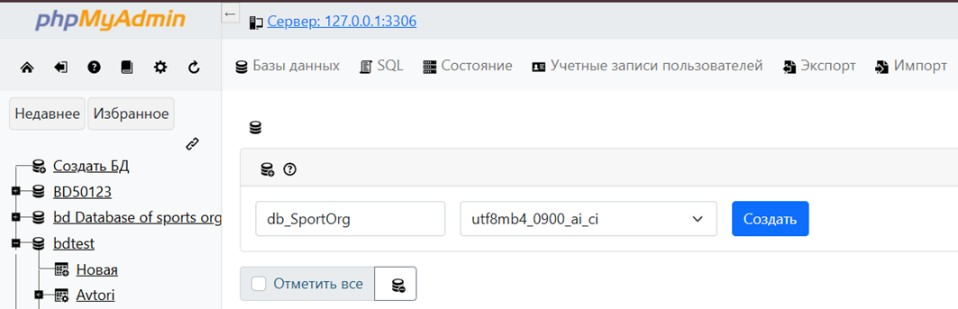 phpMyAdmin
Недавнее Избранное
Создать БД
BD50123
bd Database of sports org
bdtest
Новая
Avtori
Сервер: 127.0.0.1:3306
Базы данных SQL Состояние Учетные записи пользователей Экспорт Импорт
db_SportOrg utf8mb4_0900_ai_ci Создать
Отметить все